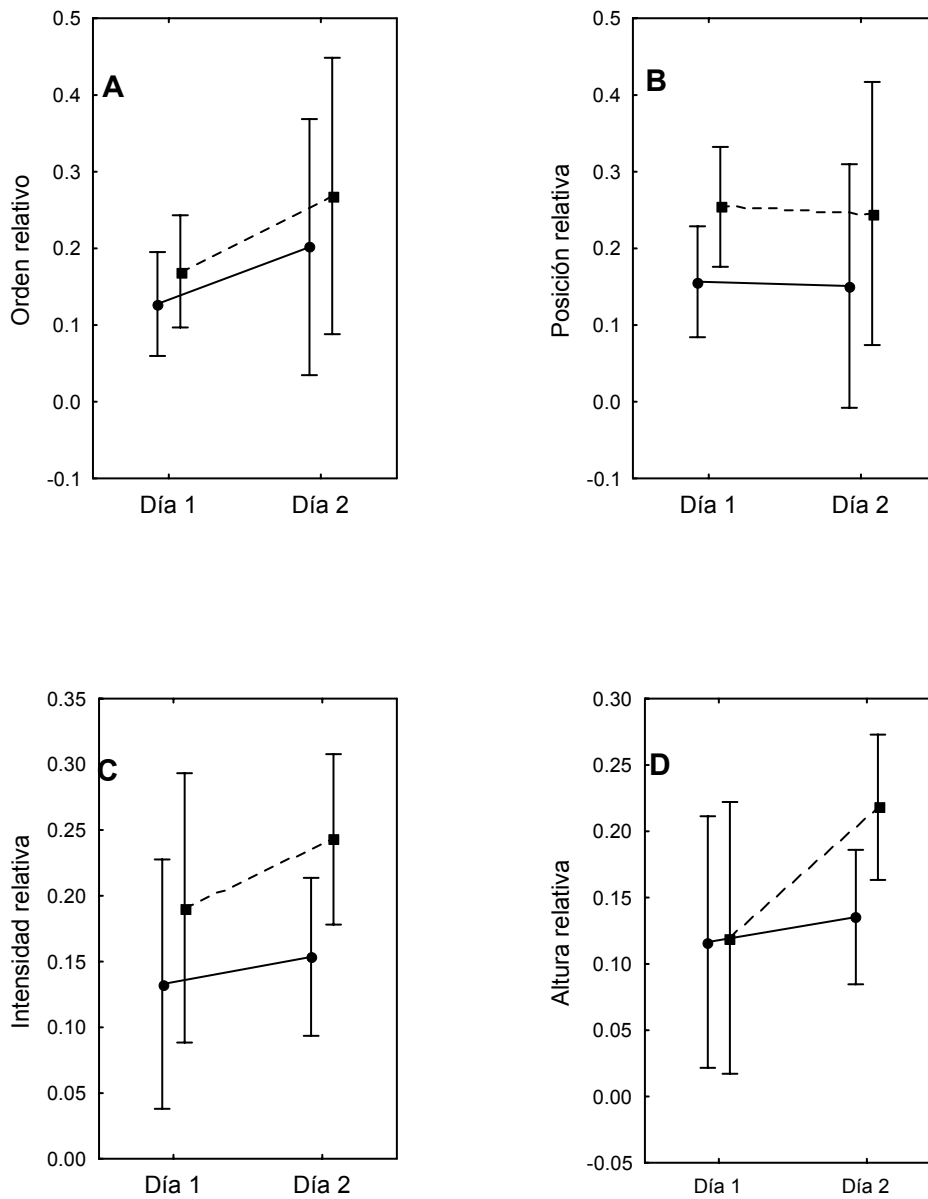 A
Orden relativo
0.5
0.4
0.3
0.2
0.1
0.0
-0.1
Día 1 Día 2
B
Posición relativa
0.5
0.4
0.3
0.2
0.1
0.0
-0.1
Día 1 Día 2
C
Intensidad relativa
0.35
0.30
0.25
0.20
0.15
0.10
0.05
0.00
Día 1 Día 2
D
Altura relativa
0.30
0.25
0.20
0.15
0.10
0.05
0.00
-0.05
Día 1 Día 2